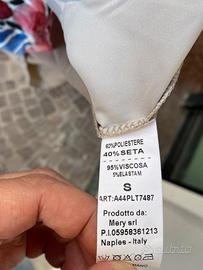 60%POLIESTERE
40%SETA
95%VISCOSA
5%ELASTAM
S
ART:A44PLT7487
Prodotto da:
Mery srl
P.I.05958361213
Naples - Italy